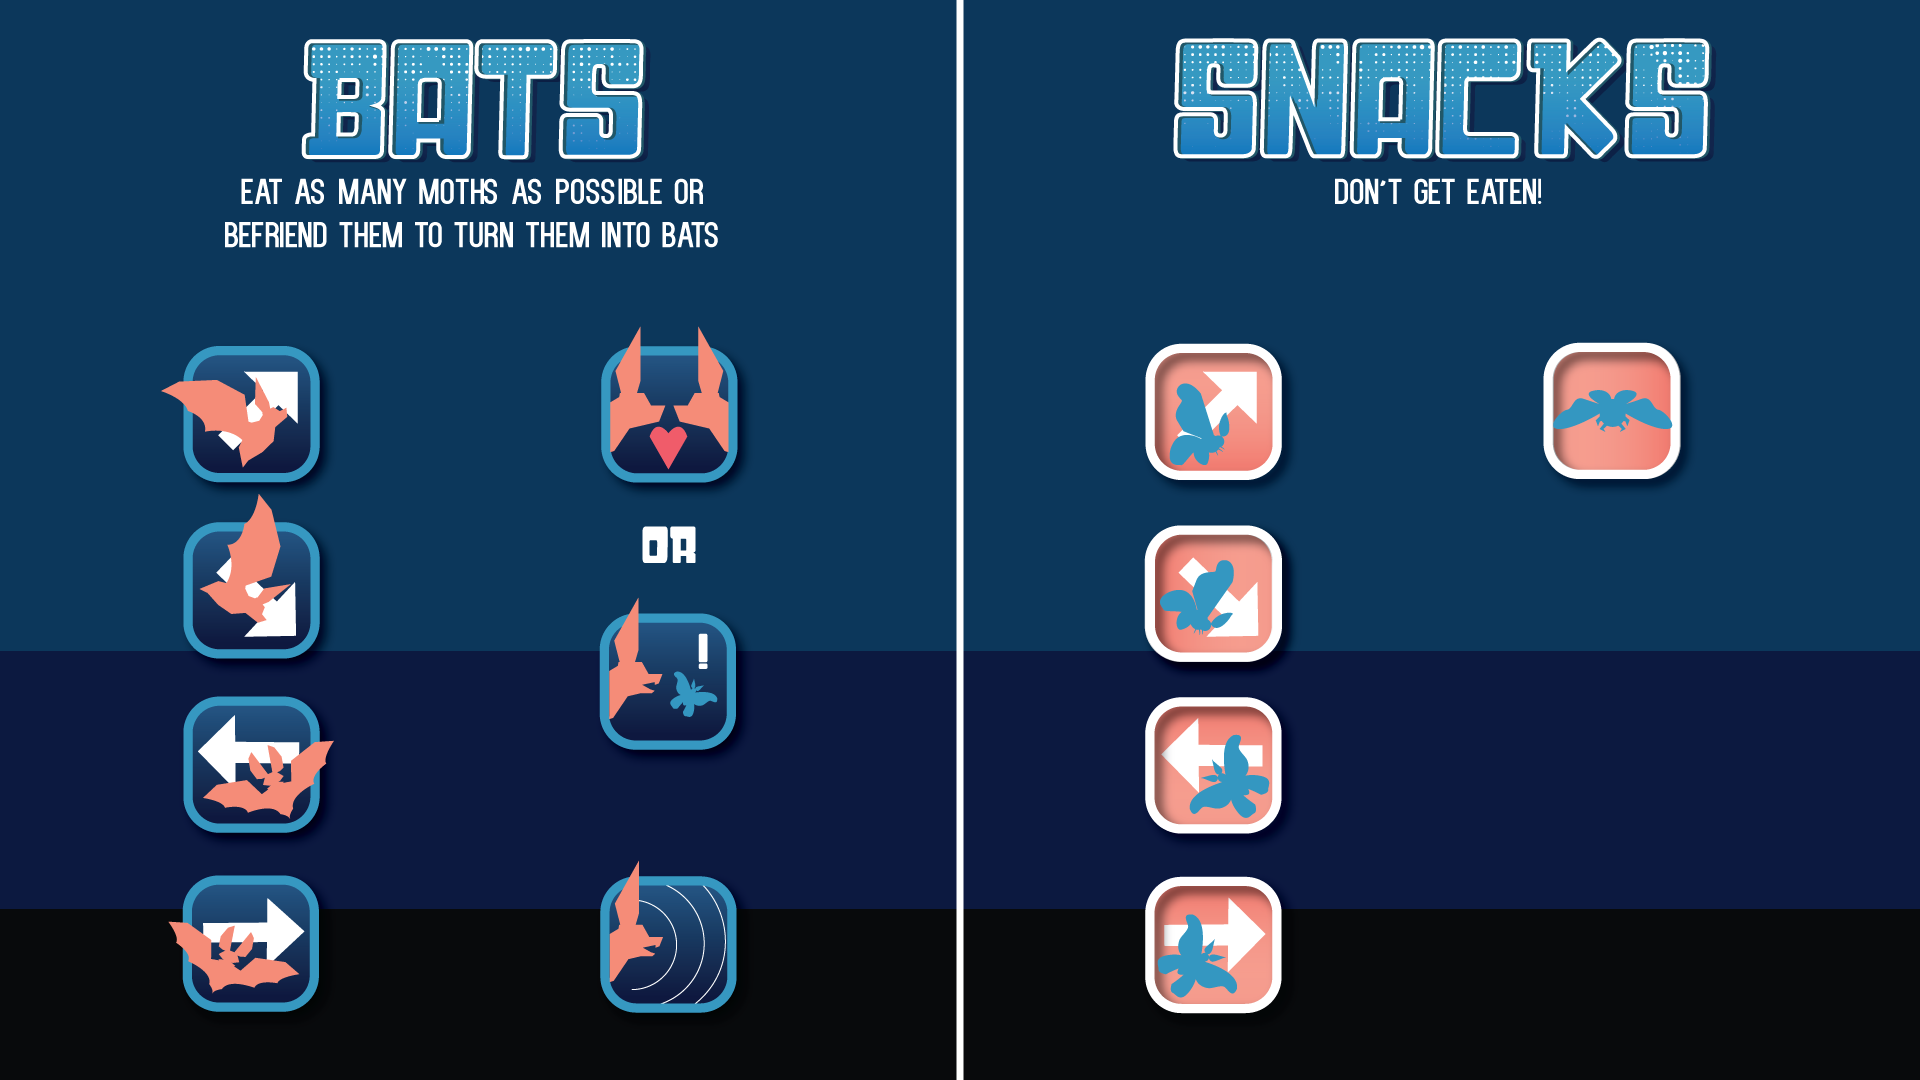 BATS
EAT AS MANY MOTHS AS POSSIBLE OR
BEFRIEND THEM TO TURN THEM INTO BATS
OR
!
SNACKS
DON'T GET EATEN!